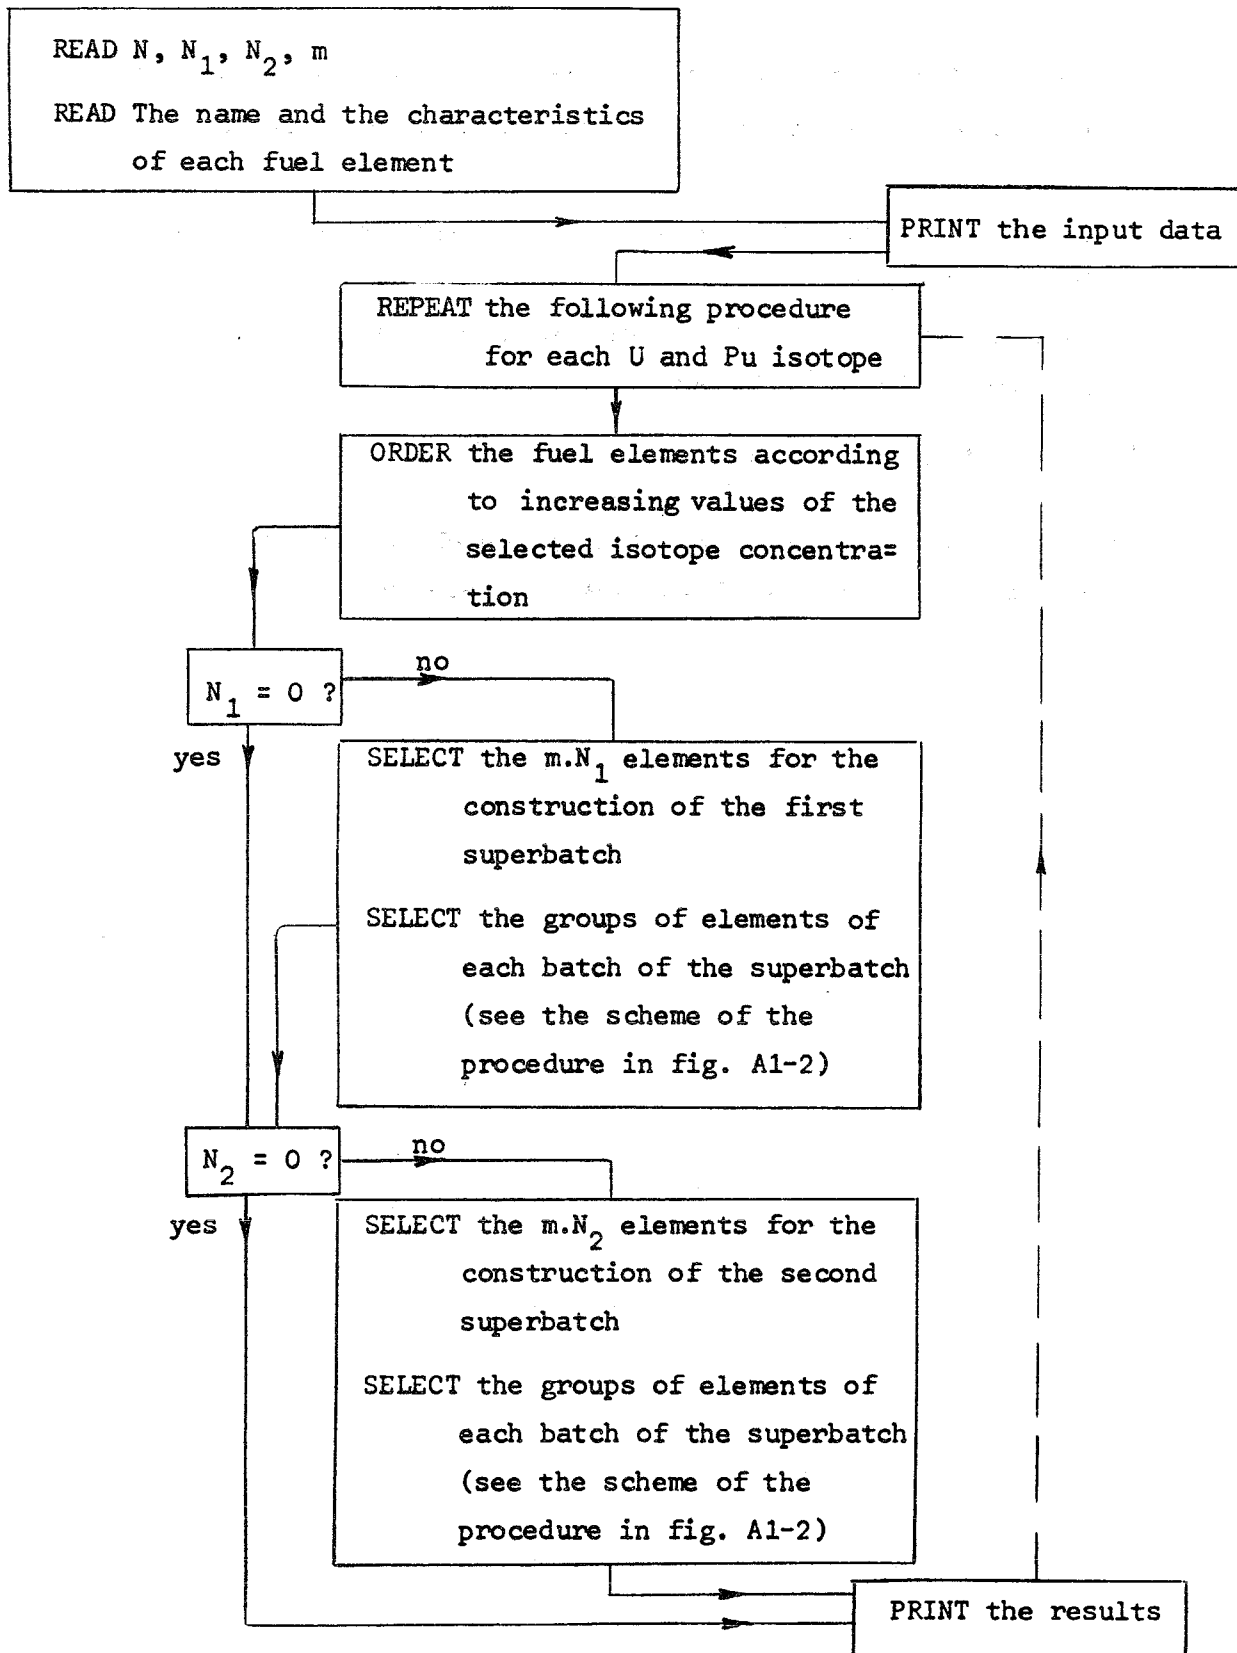 READ N, N1, N2, m
READ The name and the characteristics
of each fuel element
PRINT the input data
REPEAT the following procedure
for each U and Pu isotope
ORDER the fuel elements according
to increasing values of the
selected isotope concentra=
tion
N1 = 0 ?
no
yes
SELECT the m.N1 elements for the
construction of the first
superbatch
SELECT the groups of elements of
each batch of the superbatch
(see the scheme of the
procedure in fig. A1-2)
N2 = 0 ?
no
yes
SELECT the m.N2 elements for the
construction of the second
superbatch
SELECT the groups of elements of
each batch of the superbatch
(see the scheme of the
procedure in fig. A1-2)
PRINT the results